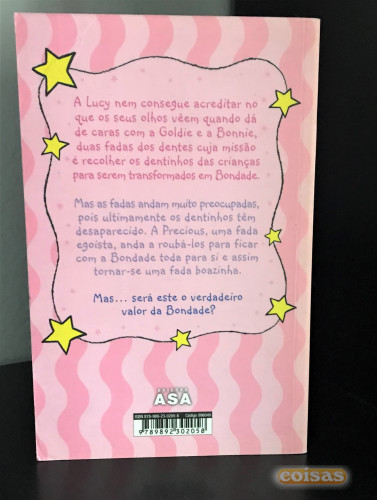 A Lucy nem consegue acreditar no
que os seus olhos vêem quando dá
de caras com a Goldie e a Bonnie,
duas fadas dos dentes cuja missão
é recolher os dentinhos das crianças
para serem transformados em Bondade.
Mas as fadas andam muito preocupadas,
pois ultimamente os dentinhos têm
desaparecido. A Precious, uma fada
egoísta, anda a roubá-los para ficar
com a Bondade toda para si e assim
tornar-se uma fada boazinha.
Mas... será este o verdadeiro
valor da Bondade?
ASA
9789892302058
coisas